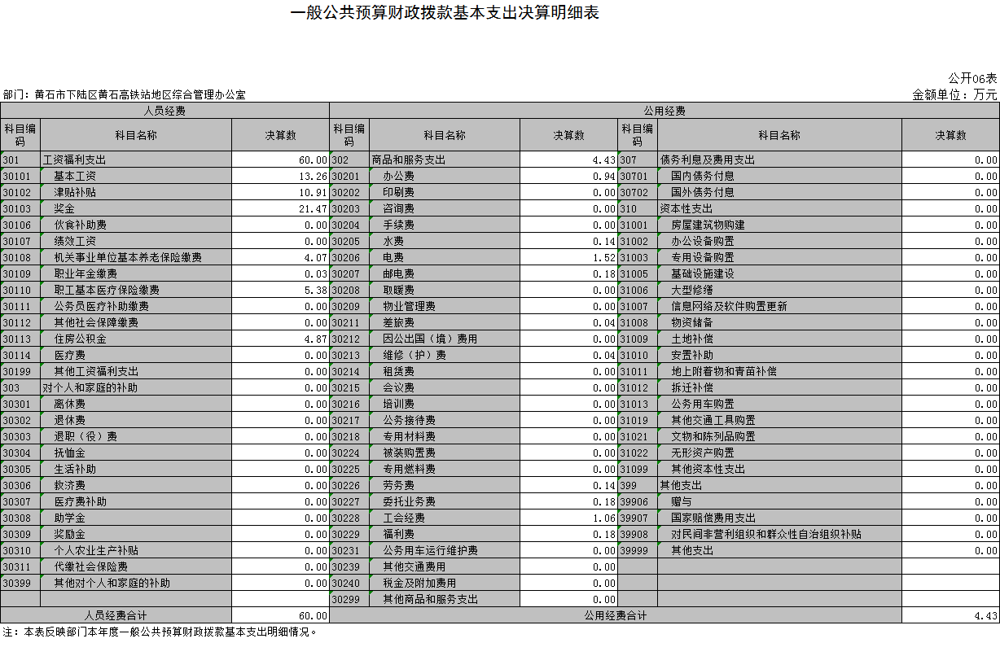 一般公共预算财政拨款基本支出决算明细表
公开06表
部门：黄石市下陆区黄石高铁站地区综合管理办公室 金额单位：万元
人员经费 公用经费
科目编码 科目名称 决算数 科目编码 科目名称 决算数 科目编码 科目名称 决算数
301 工资福利支出 60.00 302 商品和服务支出 4.43 307 债务利息及费用支出 0.00
30101 基本工资 13.26 30201 办公费 0.94 30701 国内债务付息 0.00
30102 津贴补贴 10.91 30202 印刷费 0.00 30702 国外债务付息 0.00
30103 奖金 21.47 30203 咨询费 0.00 310 资本性支出 0.00
30106 伙食补助费 0.00 30204 手续费 0.00 31001 房屋建筑物购建 0.00
30107 绩效工资 0.00 30205 水费 0.14 31002 办公设备购置 0.00
30108 机关事业单位基本养老保险缴费 4.07 30206 电费 1.52 31003 专用设备购置 0.00
30109 职业年金缴费 0.03 30207 邮电费 0.18 31005 基础设施建设 0.00
30110 职工基本医疗保险缴费 5.38 30208 取暖费 0.00 31006 大型修缮 0.00
30111 公务员医疗补助缴费 0.00 30209 物业管理费 0.00 31007 信息网络及软件购置更新 0.00
30112 其他社会保障缴费 0.00 30211 差旅费 0.04 31008 物资储备 0.00
30113 住房公积金 4.87 30212 因公出国（境）费用 0.00 31009 土地补偿 0.00
30114 医疗费 0.00 30213 维修（护）费 0.04 31010 安置补助 0.00
30199 其他工资福利支出 0.00 30214 租赁费 0.00 31011 地上附着物和青苗补偿 0.00
303 对个人和家庭的补助 0.00 30215 会议费 0.00 31012 拆迁补偿 0.00
30301 离休费 0.00 30216 培训费 0.00 31013 公务用车购置 0.00
30302 退休费 0.00 30217 公务接待费 0.00 31019 其他交通工具购置 0.00
30303 退职（役）费 0.00 30218 专用材料费 0.00 31021 文物和陈列品购置 0.00
30304 抚恤金 0.00 30224 被装购置费 0.00 31022 无形资产购置 0.00
30305 生活补助 0.00 30225 专用燃料费 0.00 31099 其他资本性支出 0.00
30306 救济费 0.00 30226 劳务费 0.14 399 其他支出 0.00
30307 医疗费补助 0.00 30227 委托业务费 0.18 39906 赠与 0.00
30308 助学金 0.00 30228 工会经费 1.06 39907 国家赔偿费用支出 0.00
30309 奖励金 0.00 30229 福利费 0.18 39908 对民间非营利组织和群众性自治组织补贴 0.00
30310 个人农业生产补贴 0.00 30231 公务用车运行维护费 0.00 39999 其他支出 0.00
30311 代缴社会保险费 0.00 30239 其他交通费用 0.00
30399 其他对个人和家庭的补助 0.00 30240 税金及附加费用 0.00
30299 其他商品和服务支出 0.00
人员经费合计 60.00 公用经费合计 4.43
注：本表反映部门本年度一般公共预算财政拨款基本支出明细情况。